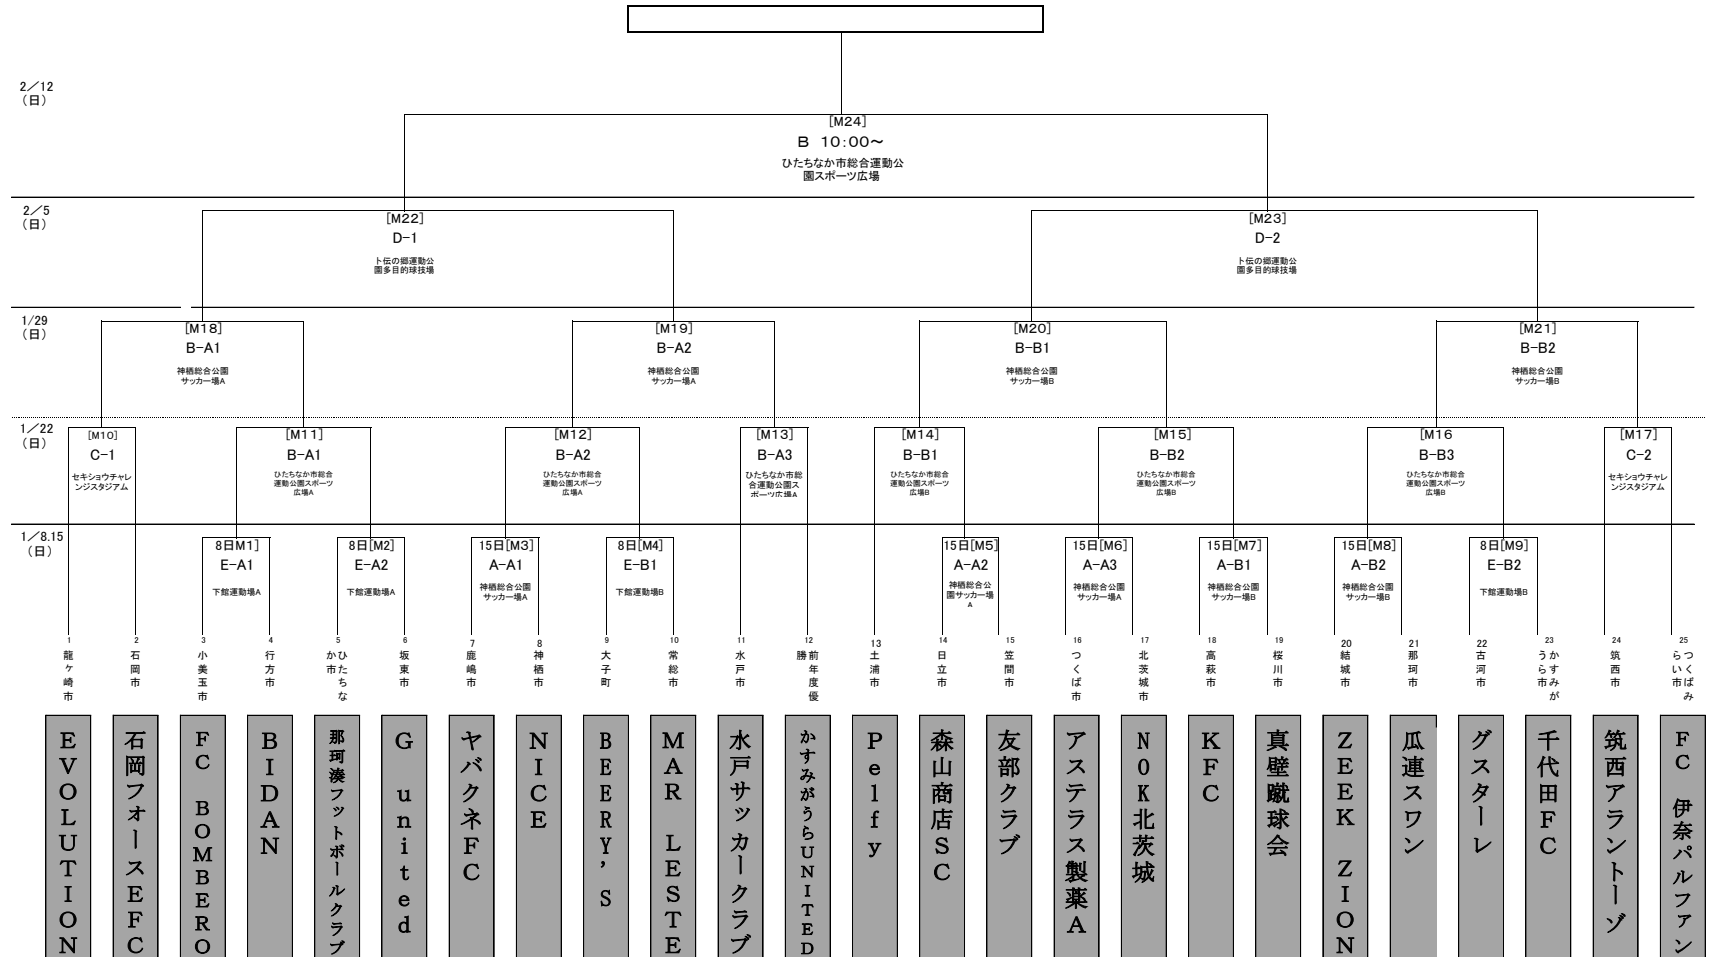 2／12
（日）
[M24]
B 10:00～
ひたちなか市総合運動公
園スポーツ広場
2／5
（日）
[M22]
D-1
ト伝の郷運動公
園多目的球技場
[M23]
D-2
ト伝の郷運動公
園多目的球技場
1/29
（日）
[M18]
B-A1
神栖総合公園
サッカー場A
[M19]
B-A2
神栖総合公園
サッカー場A
[M20]
B-B1
神栖総合公園
サッカー場B
[M21]
B-B2
神栖総合公園
サッカー場B
1／22
（日）
[M10]
C-1
セキショウチャレ
ンジスタジアム
[M11]
B-A1
ひたちなか市総合
運動公園スポーツ
広場A
[M12]
B-A2
ひたちなか市総合
運動公園スポーツ
広場A
[M13]
B-A3
ひたちなか市総
合運動公園ス
ポーツ広場A
[M14]
B-B1
ひたちなか市総合
運動公園スポーツ
広場B
[M15]
B-B2
ひたちなか市総合
運動公園スポーツ
広場B
[M16
B-B3
ひたちなか市総合
運動公園スポーツ
広場B
[M17]
C-2
セキショウチャレ
ンジスタジアム
1／8.15
（日）
8日M1]
E-A1
下館運動場A
8日[M2]
E-A2
下館運動場A
15日[M3]
A-A1
神栖総合公園
サッカー場A
8日[M4]
E-B1
下館運動場B
15日[M5]
A-A2
神栖総合公
園サッカー場
A
15日[M6]
A-A3
神栖総合公園
サッカー場A
15日[M7]
A-B1
神栖総合公園
サッカー場B
15日[M8]
A-B2
神栖総合公園
サッカー場B
8日[M9]
E-B2
下館運動場B
1
龍ヶ崎市
2
石岡市
3
小美玉市
4
行方市
5
ひたちな
か市
6
坂東市
7
鹿嶋市
8
神栖市
9
大子町
10
常総市
11
水戸市
12
前年度優
勝
13
土浦市
14
日立市
15
笠間市
16
つくば市
17
北茨城市
18
高萩市
19
桜川市
20
結城市
21
那珂市
22
古河市
23
かすみが
うら市
24
筑西市
25
つくばみ
らい市
EVOLUTION
石岡フォースEFC
FC BOMBERO
BIDAN
那珂湊フットボールクラブ
G united
ヤバクネFC
NICE
BEERY'S
MAR LESTE
水戸サッカークラブ
かすみがうらUNITED
Pelfy
森山商店SC
友部クラブ
アステラス製薬A
NOK北茨城
KFC
真壁蹴球会
ZEEK ZION
瓜連スワン
グスターレ
千代田FC
筑西アラントーゾ
FC 伊奈パルファン